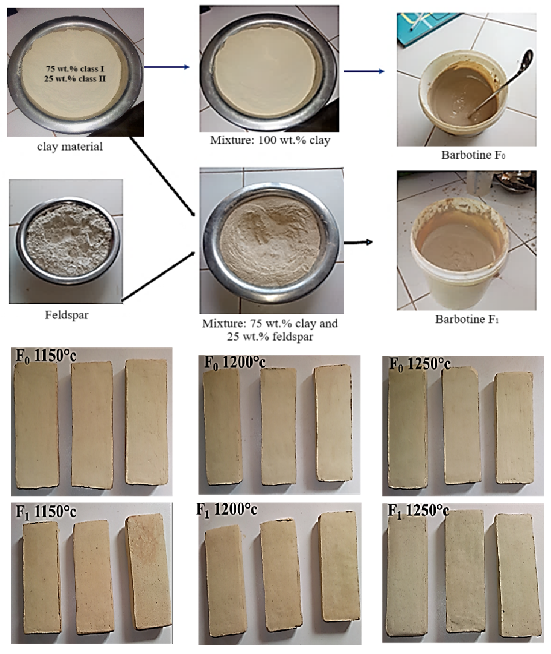 75 wt.% class I
25 wt.% class II
clay material
Mixture: 100 wt.% clay
Barbotine F₀
Feldspar
Mixture: 75 wt.% clay and
25 wt.% feldspar
Barbotine F₁
F₀ 1150°c
F₀ 1200°c
F₀ 1250°c
F₁ 1150°c
F₁ 1200°c
F₁ 1250°c